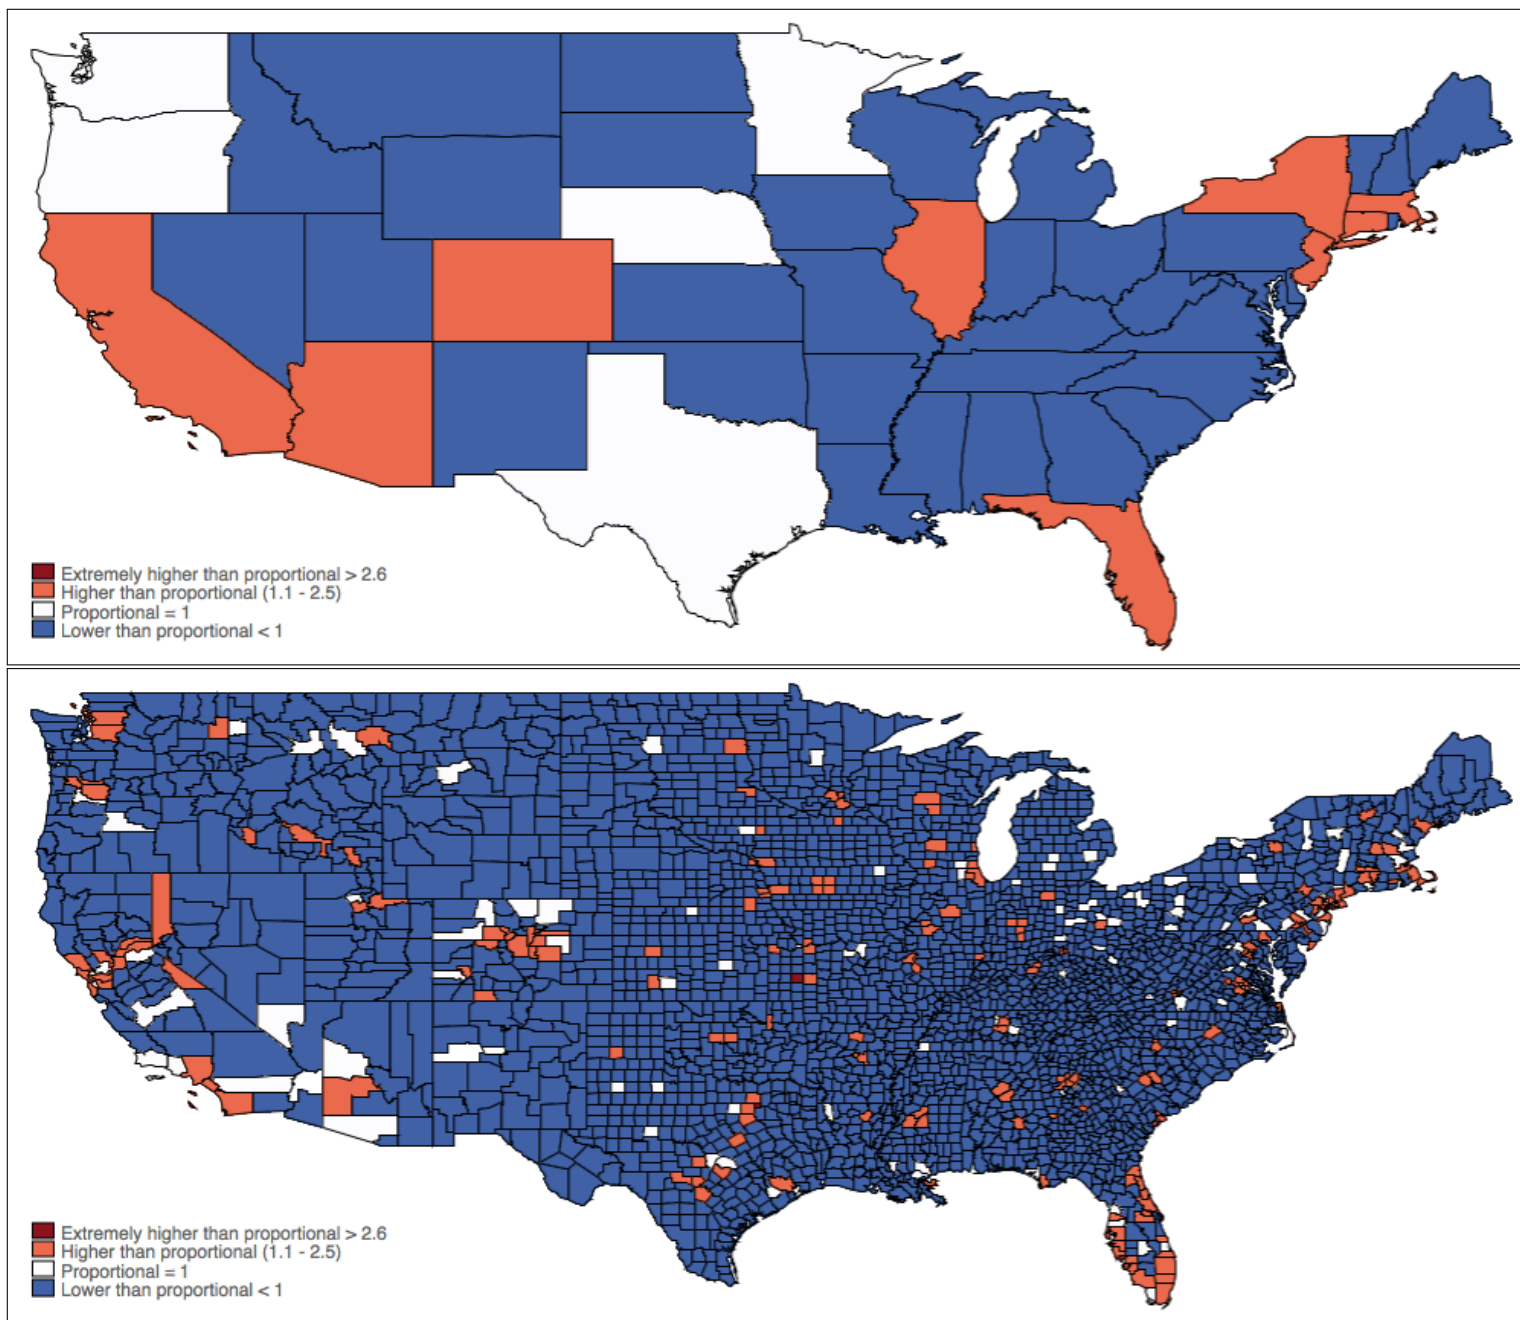 Extremely higher than proportional > 2.6
Higher than proportional (1.1 - 2.5)
Proportional = 1
Lower than proportional < 1
Extremely higher than proportional > 2.6
Higher than proportional (1.1 - 2.5)
Proportional = 1
Lower than proportional < 1